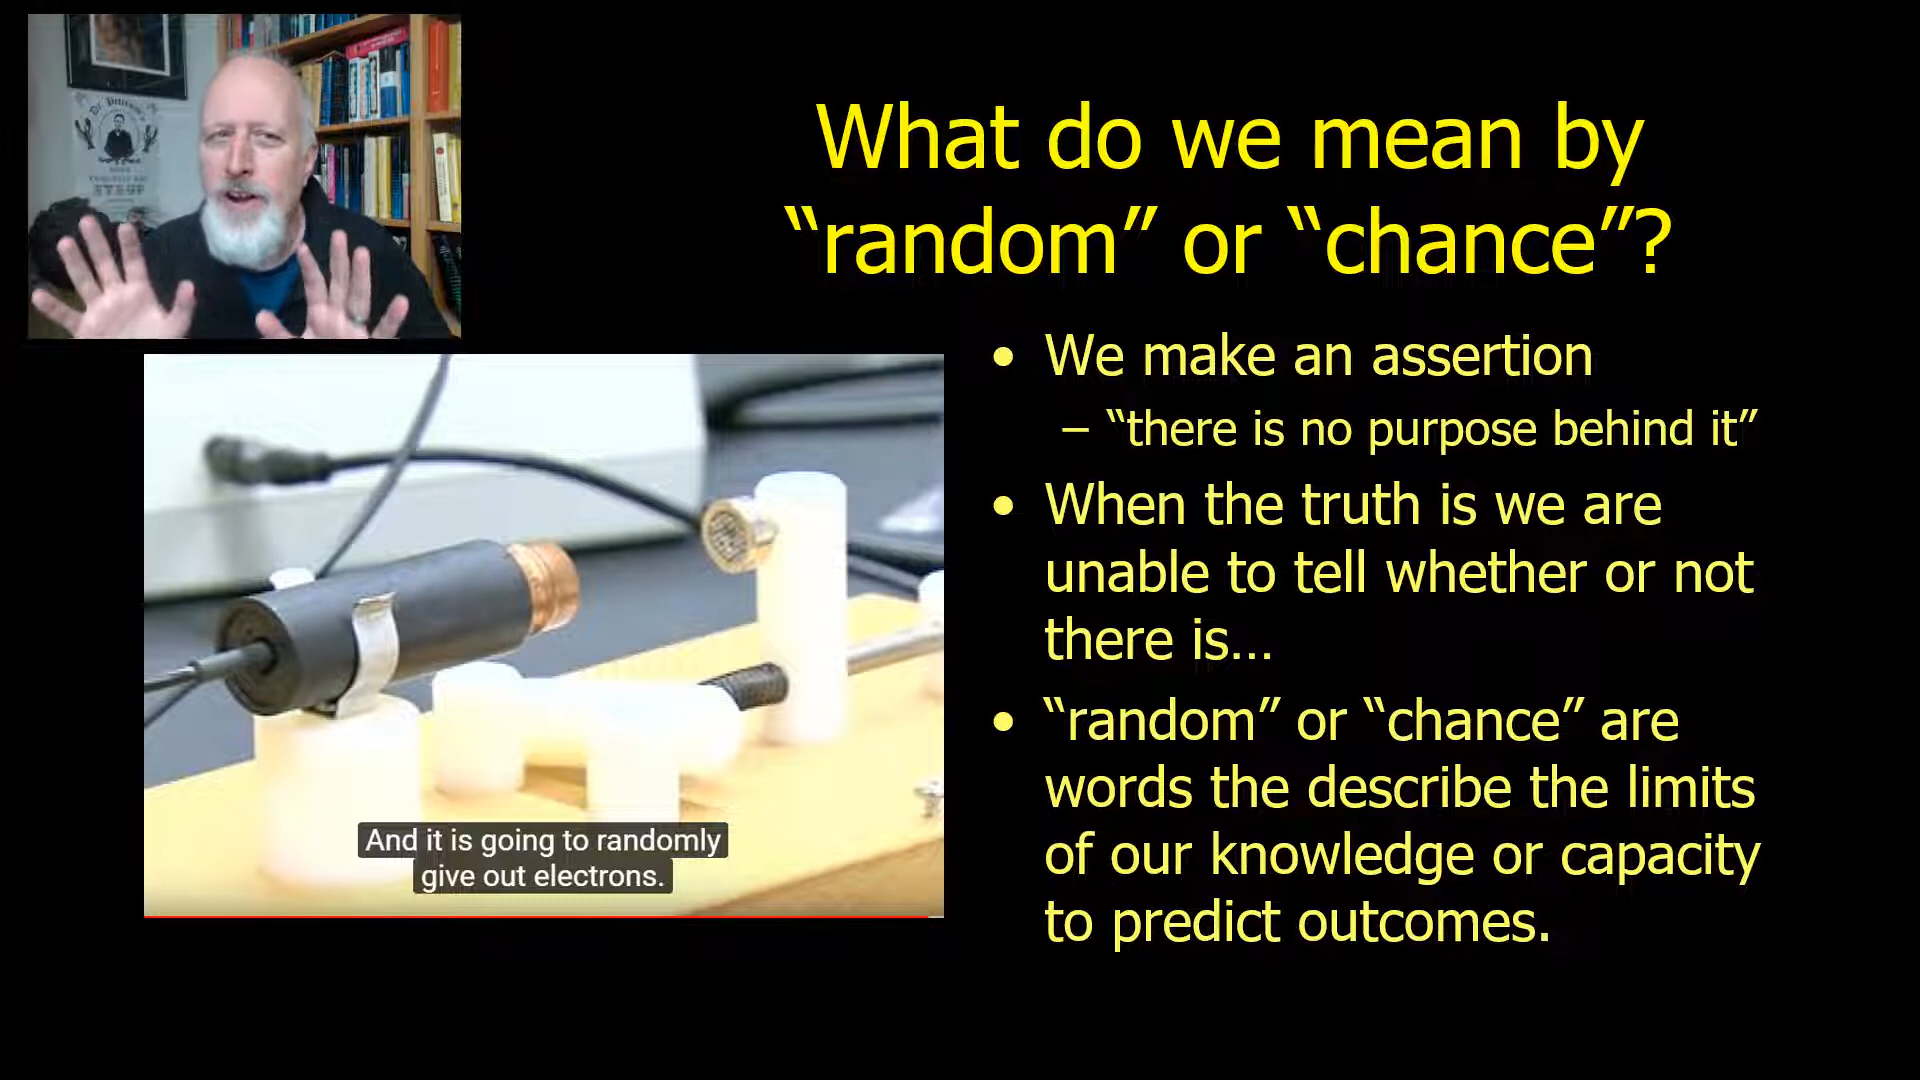 Dr. Peterson's
SYRUP
What do we mean by
“random” or “chance”?
• We make an assertion
– “there is no purpose behind it”
• When the truth is we are
unable to tell whether or not
there is…
• “random” or “chance” are
words the describe the limits
of our knowledge or capacity
to predict outcomes.
And it is going to randomly
give out electrons.